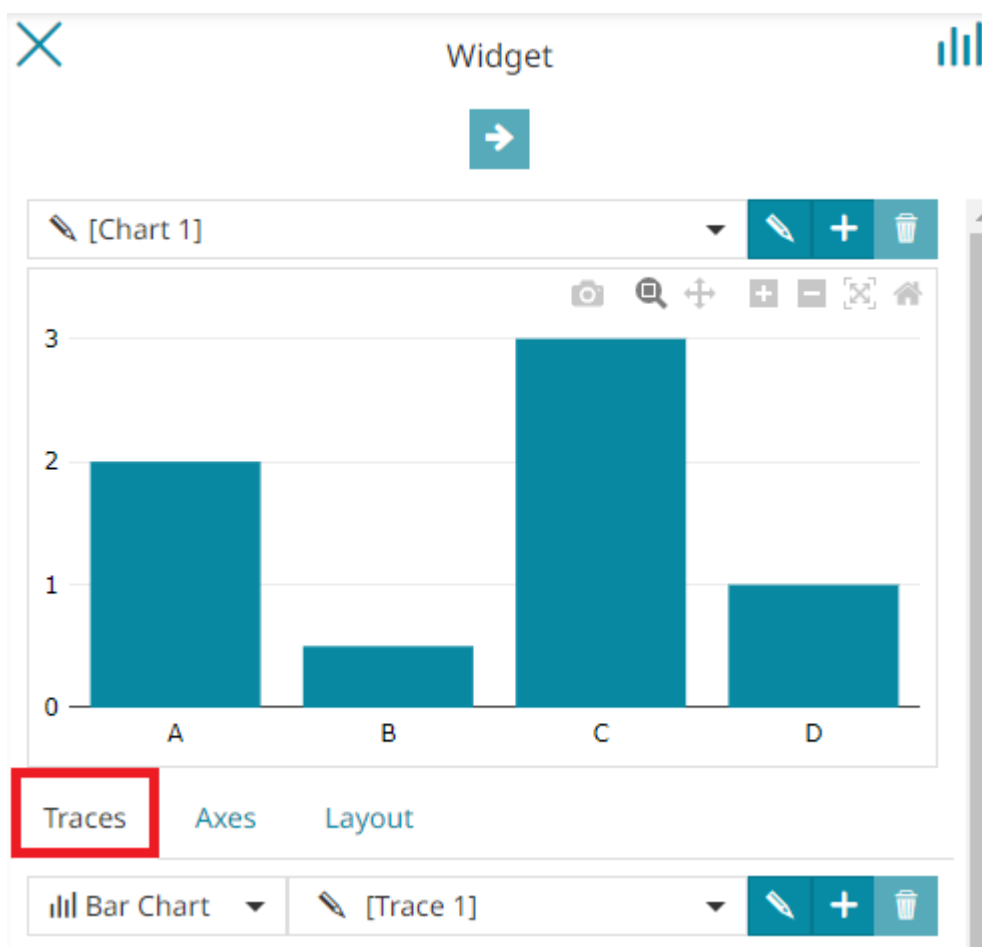 Widget
[Chart 1]
3
2
1
0
A B C D
Traces Axes Layout
Bar Chart [Trace 1]